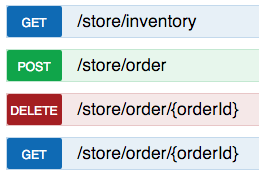 GET /store/inventory
POST /store/order
DELETE /store/order/{orderId}
GET /store/order/{orderId}